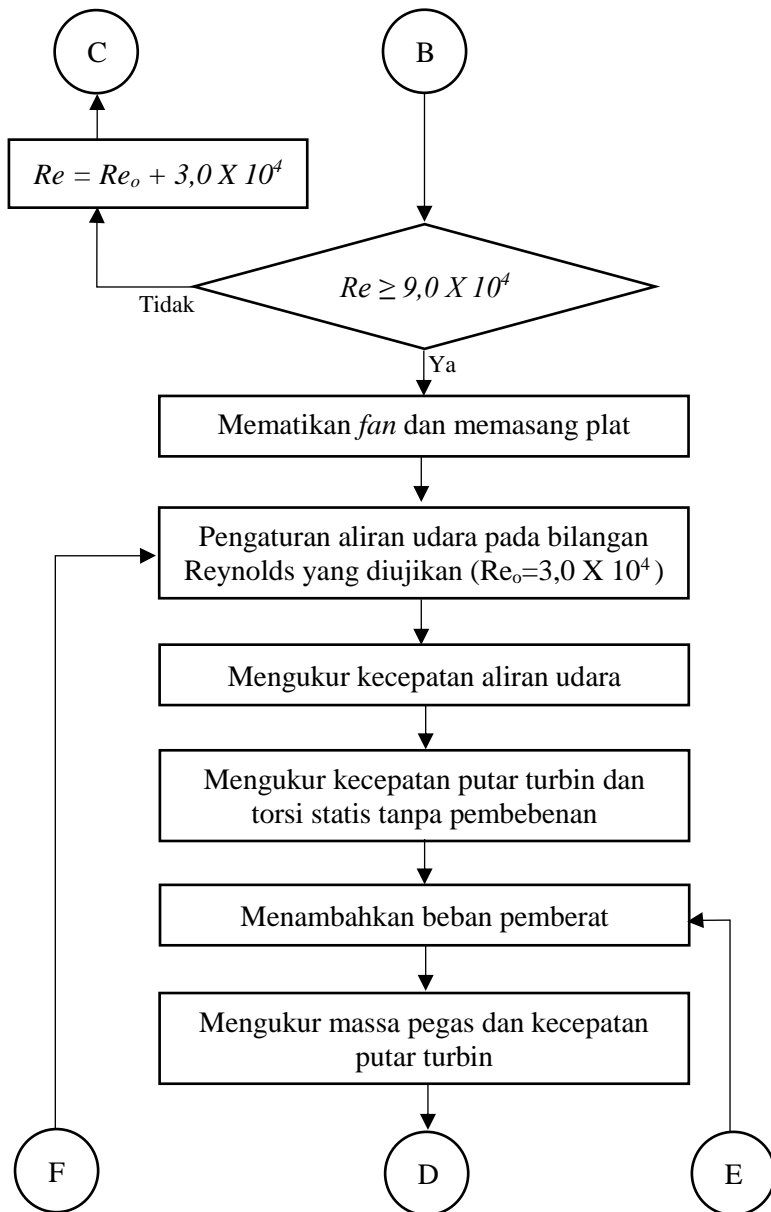 C
B
Re = Reₒ + 3,0 X 10⁴
Re ≥ 9,0 X 10⁴
Tidak
Ya
Mematikan fan dan memasang plat
Pengaturan aliran udara pada bilangan
Reynolds yang diujikan (Reₒ=3,0 X 10⁴ )
Mengukur kecepatan aliran udara
Mengukur kecepatan putar turbin dan
torsi statis tanpa pembebenan
Menambahkan beban pemberat
Mengukur massa pegas dan kecepatan
putar turbin
F
D
E